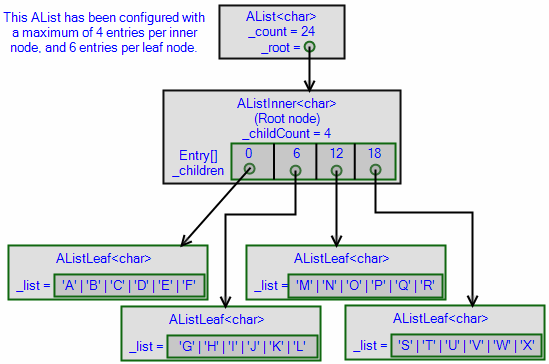 This AList has been configured with
a maximum of 4 entries per inner
node, and 6 entries per leaf node.
AList<char>
_count = 24
_root =
AListInner<char>
(Root node)
_childCount = 4
Entry[]
_children
0 6 12 18
AListLeaf<char>
_list = 'A' | 'B' | 'C' | 'D' | 'E' | 'F'
AListLeaf<char>
_list = 'M' | 'N' | 'O' | 'P' | 'Q' | 'R'
AListLeaf<char>
_list = 'G' | 'H' | 'I' | 'J' | 'K' | 'L'
AListLeaf<char>
_list = 'S' | 'T' | 'U' | 'V' | 'W' | 'X'